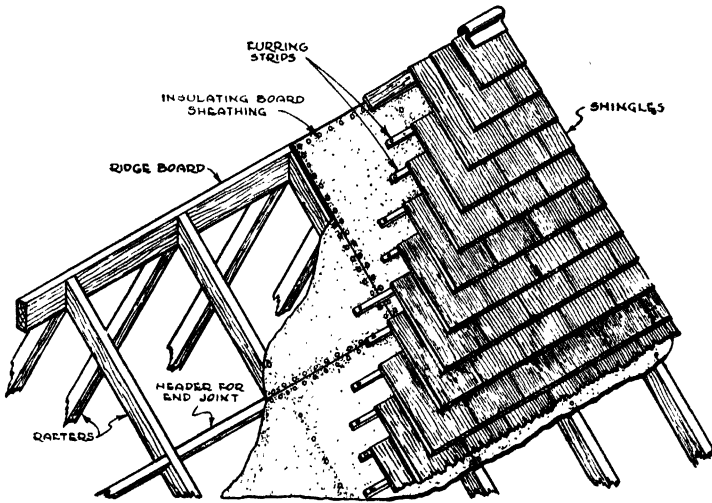 FURRING
STRIPS
INSULATING BOARD
SHEATHING
SHINGLES
RIDGE BOARD
HEADER FOR
END JOINT
RAFTERS